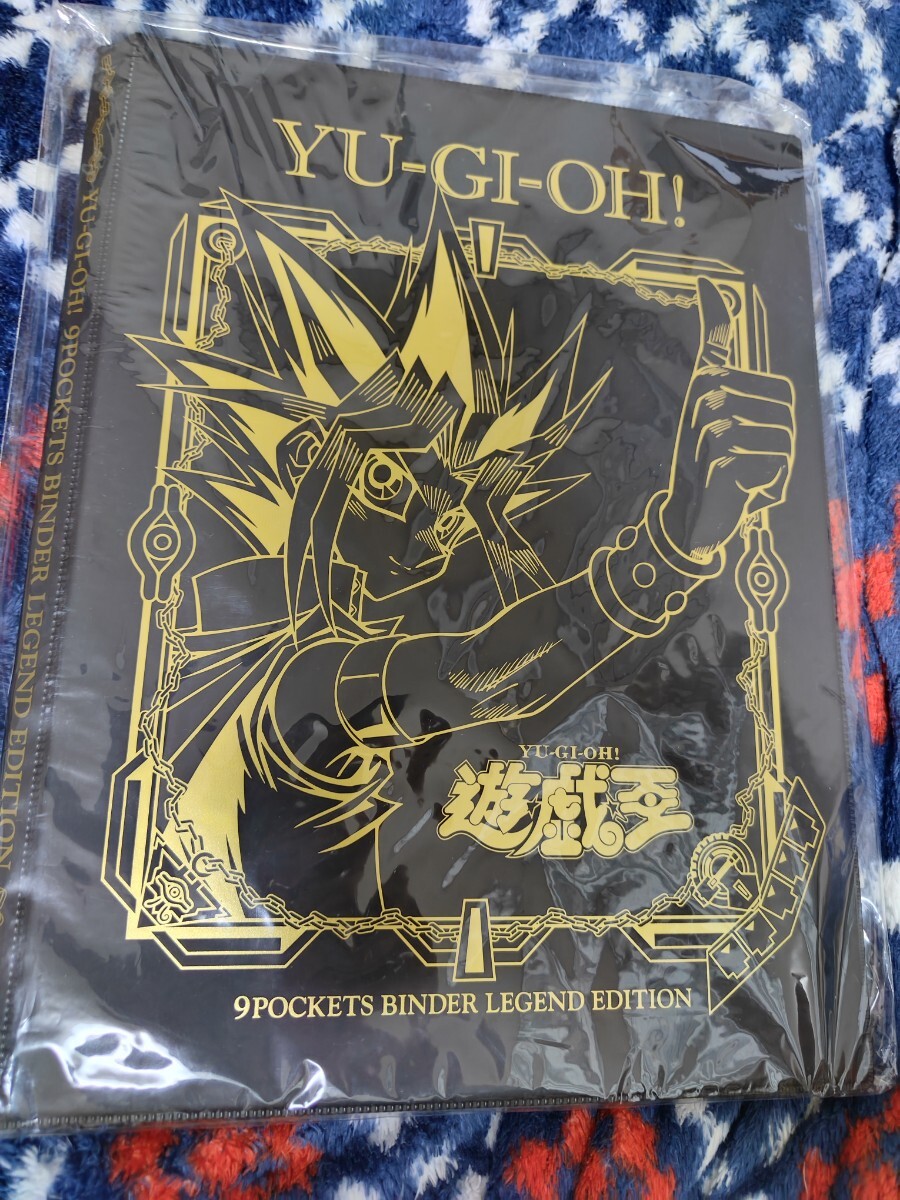 YU-GI-OH!
YU-GI-OH! 9POCKETS BINDER LEGEND EDITION
YU-GI-OH!
遊戯王
9POCKETS BINDER LEGEND EDITION